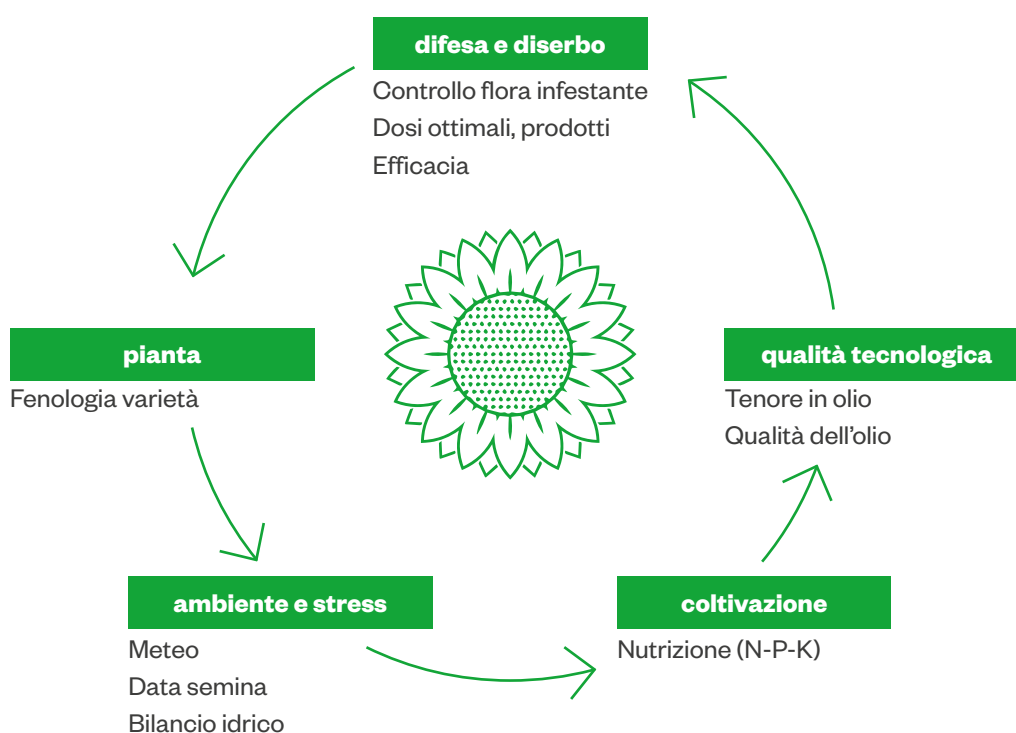 difesa e diserbo
Controllo flora infestante
Dosi ottimali, prodotti
Efficacia
pianta
Fenologia varietà
qualità tecnologica
Tenore in olio
Qualità dell'olio
ambiente e stress
Meteo
Data semina
Bilancio idrico
coltivazione
Nutrizione (N-P-K)